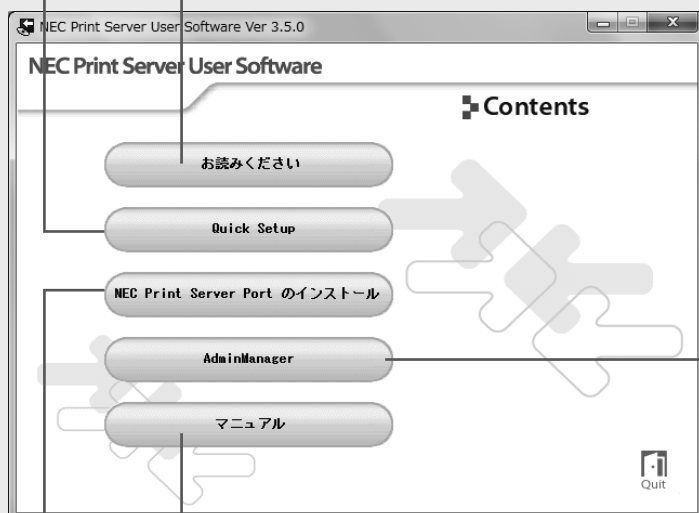 NEC Print Server User Software Ver 3.5.0
NEC Print Server User Software
Contents
お読みください
Quick Setup
NEC Print Server Port のインストール
AdminManager
マニュアル
Quit